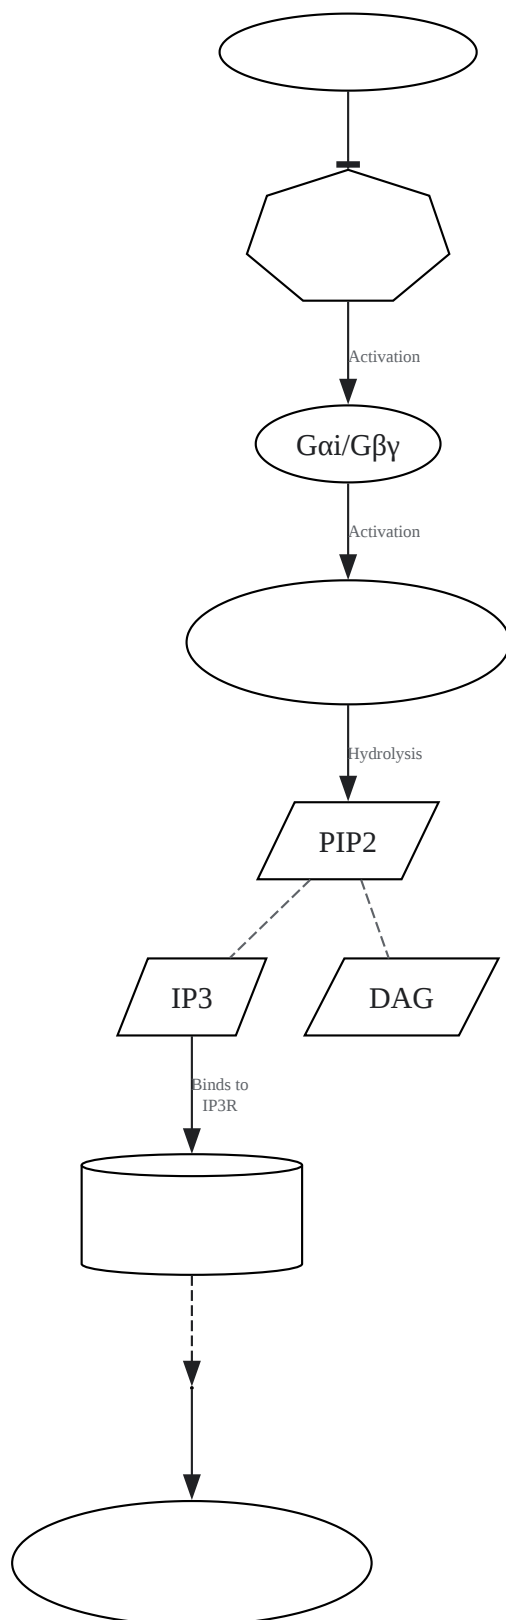 Activation
Gαi/Gβγ
Activation
Hydrolysis
PIP2
IP3
DAG
Binds to
IP3R